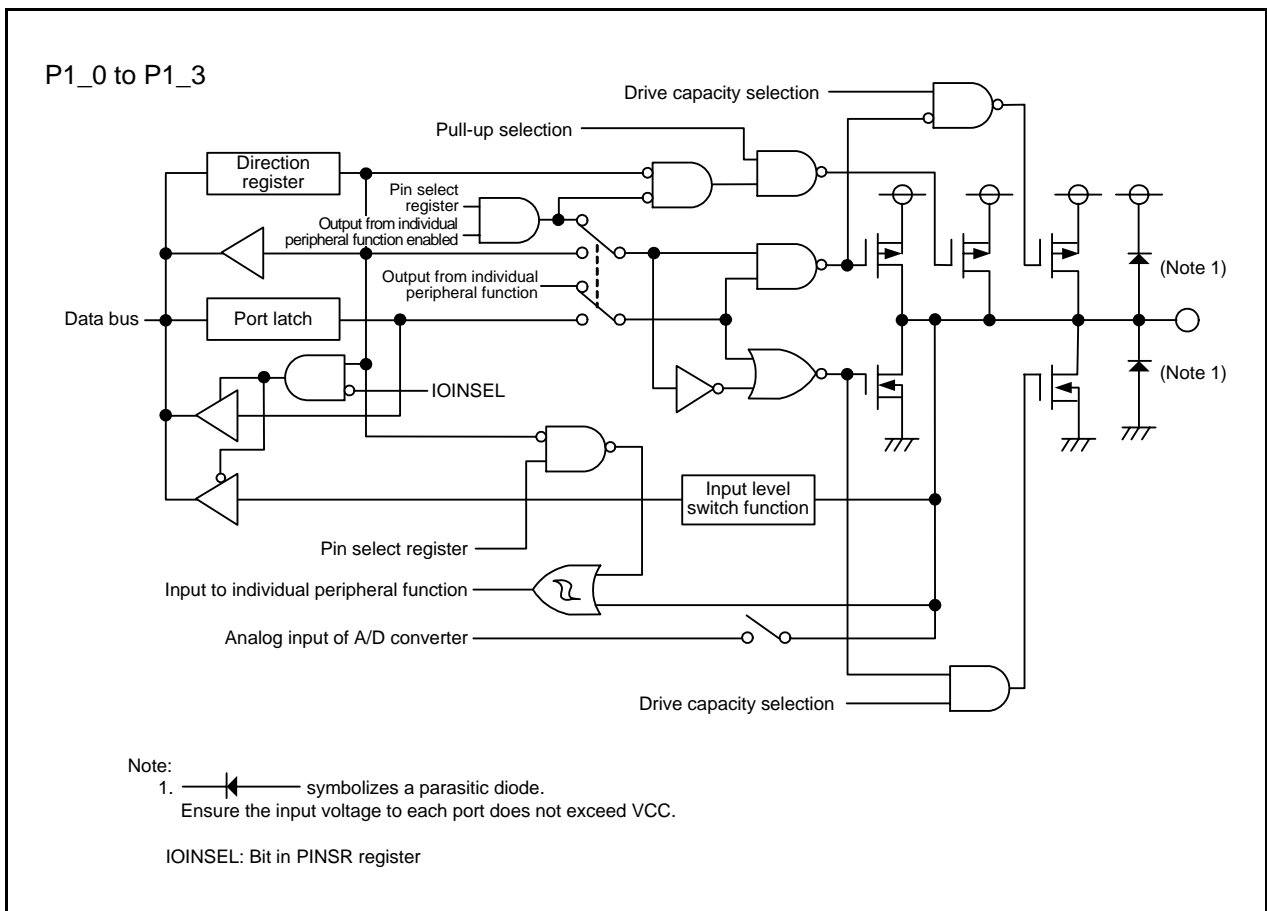 P1_0 to P1_3
Drive capacity selection
Pull-up selection
Direction
register
Pin select
register
Output from individual
peripheral function enabled
Output from individual
peripheral function
(Note 1)
Data bus
Port latch
(Note 1)
IOINSEL
Input level
switch function
Pin select register
Input to individual peripheral function
Analog input of A/D converter
Drive capacity selection
Note:
1. symbolizes a parasitic diode.
Ensure the input voltage to each port does not exceed VCC.
IOINSEL: Bit in PINSR register